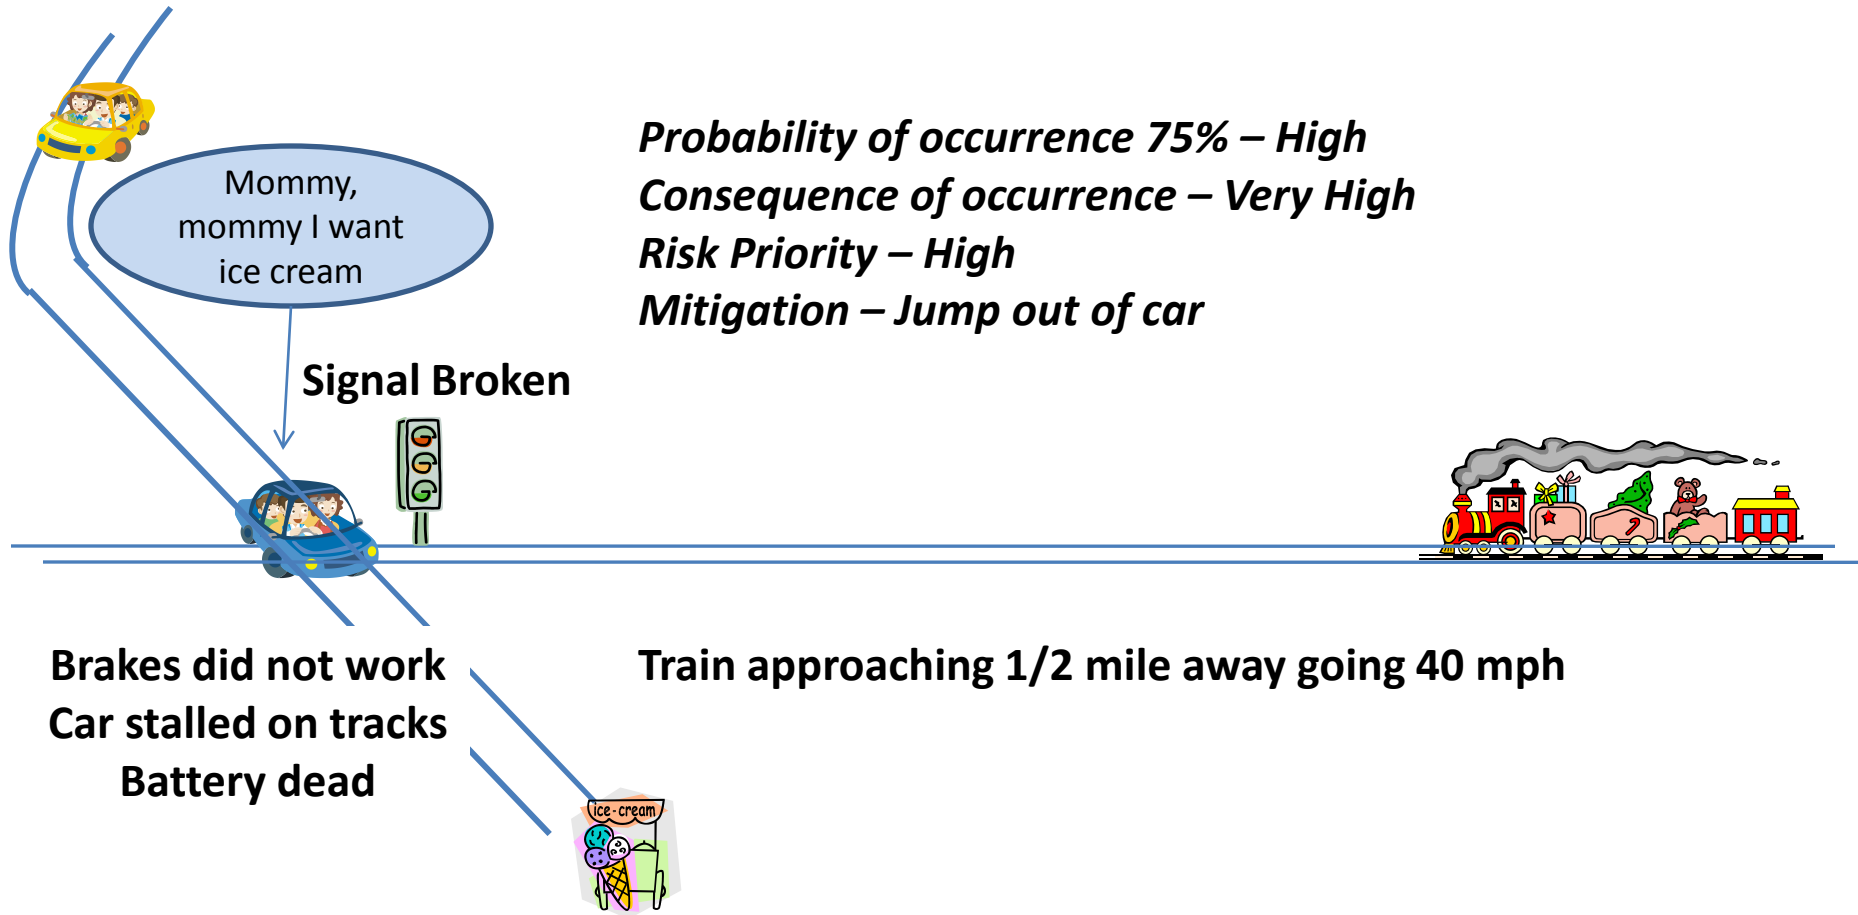 Mommy,
mommy I want
ice cream
Probability of occurrence 75% – High
Consequence of occurrence – Very High
Risk Priority – High
Mitigation – Jump out of car
Signal Broken
G
G
G
Brakes did not work
Car stalled on tracks
Battery dead
Train approaching 1/2 mile away going 40 mph
ice-cream